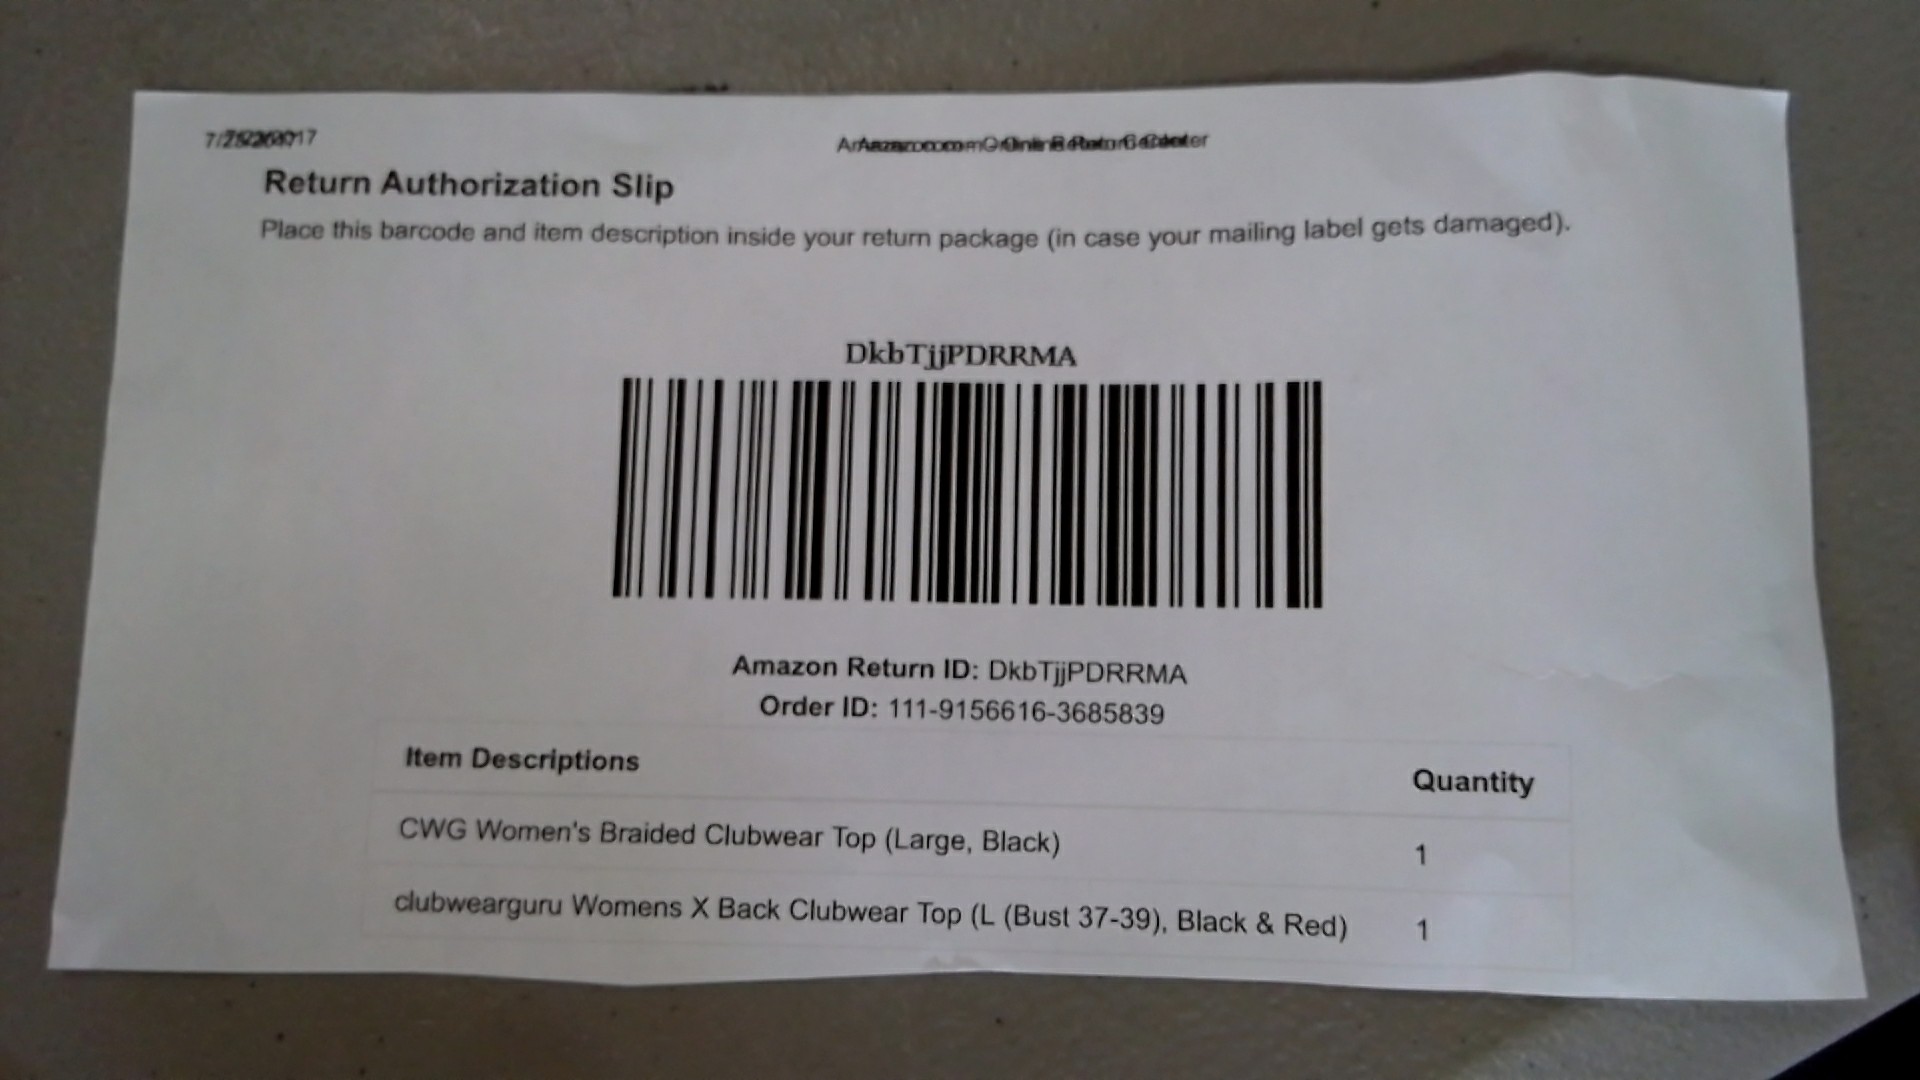 Return Authorization Slip
Place this barcode and item description inside your return package (in case your mailing label gets damaged).
DkbTjjPDRRMA
Amazon Return ID: DkbTjjPDRRMA
Order ID: 111-9156616-3685839
Item Descriptions Quantity
CWG Women's Braided Clubwear Top (Large, Black) 1
clubwearguru Womens X Back Clubwear Top (L (Bust 37-39), Black & Red) 1